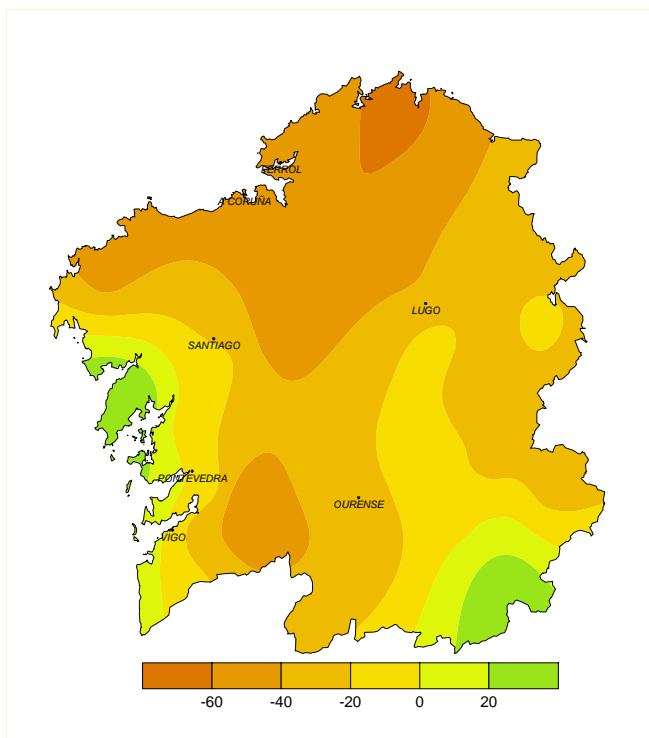 FERROL
A CORUÑA
LUGO
SANTIAGO
PONTEVEDRA
OURENSE
VIGO
-60 -40 -20 0 20